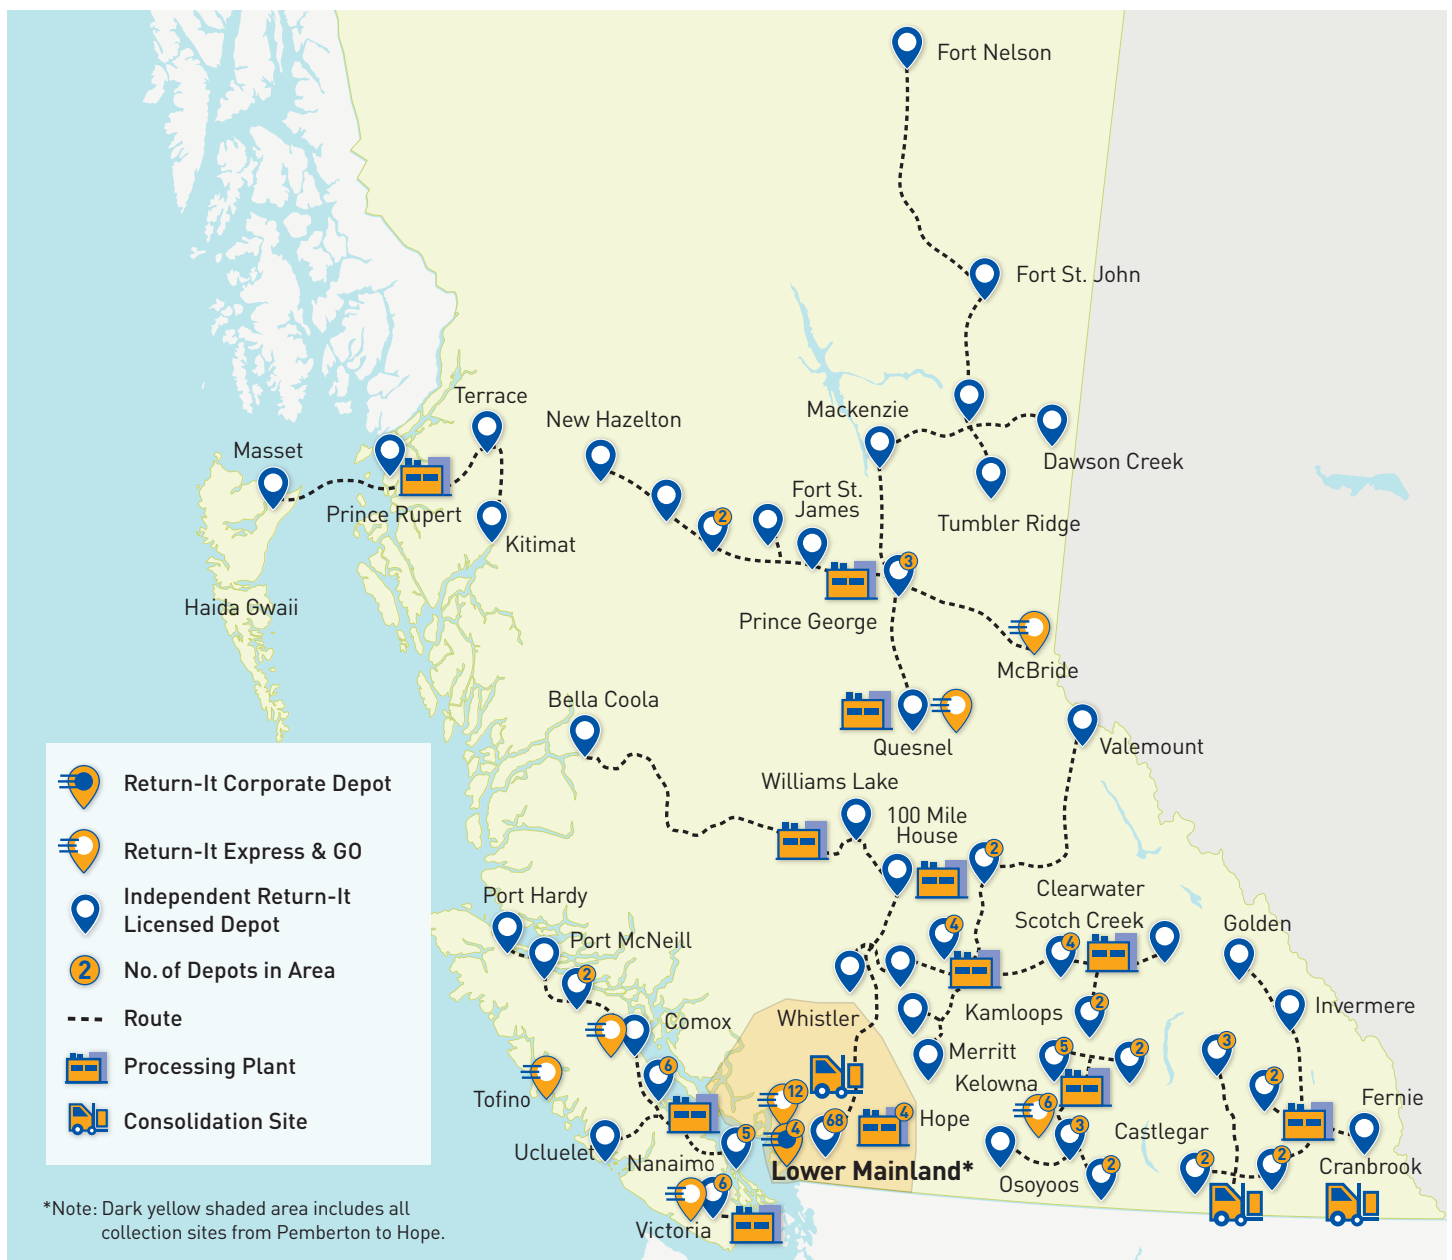 Fort Nelson
Fort St. John
Terrace
New Hazelton
Mackenzie
Masset
Dawson Creek
Fort St.
James
Prince Rupert
Tumbler Ridge
2
Kitimat
3
Haida Gwaii
Prince George
McBride
Bella Coola
Quesnel
Valemount
Williams Lake
100 Mile
House
2
Clearwater
Port Hardy
Scotch Creek
Golden
4
4
Port McNeill
2
Kamloops
2
Invermere
Comox
Whistler
Merritt
5
2
3
Kelowna
6
2
Tofino
12
6
Fernie
4
68
4
Hope
3
Castlegar
Ucluelet
Nanaimo
5
Cranbrook
Lower Mainland*
Osoyoos
2
2
2
6
Victoria
Return-It Corporate Depot
Return-It Express & GO
Independent Return-It
Licensed Depot
2
No. of Depots in Area
Route
Processing Plant
Consolidation Site
*Note: Dark yellow shaded area includes all
collection sites from Pemberton to Hope.